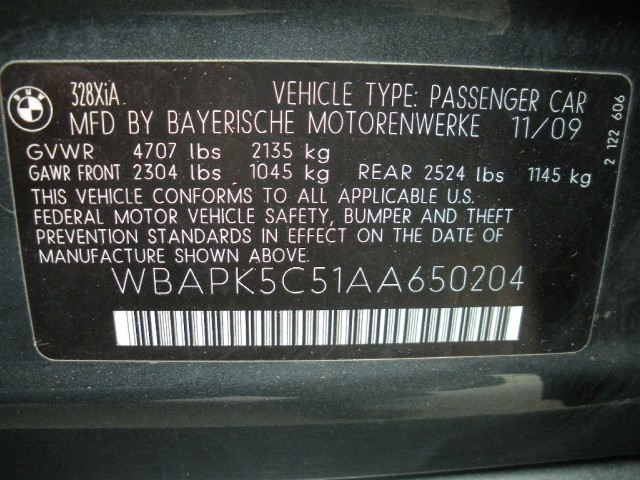 BMW 328XiA VEHICLE TYPE: PASSENGER CAR
MFD BY BAYERISCHE MOTORENWERKE 11/09
GVWR 4707 lbs 2135 kg
GAWR FRONT 2304 lbs 1045 kg REAR 2524 lbs 1145 kg
THIS VEHICLE CONFORMS TO ALL APPLICABLE U.S.
FEDERAL MOTOR VEHICLE SAFETY, BUMPER AND THEFT
PREVENTION STANDARDS IN EFFECT ON THE DATE OF
MANUFACTURE SHOWN ABOVE.
WBAPK5C51AA650204
2 122 606